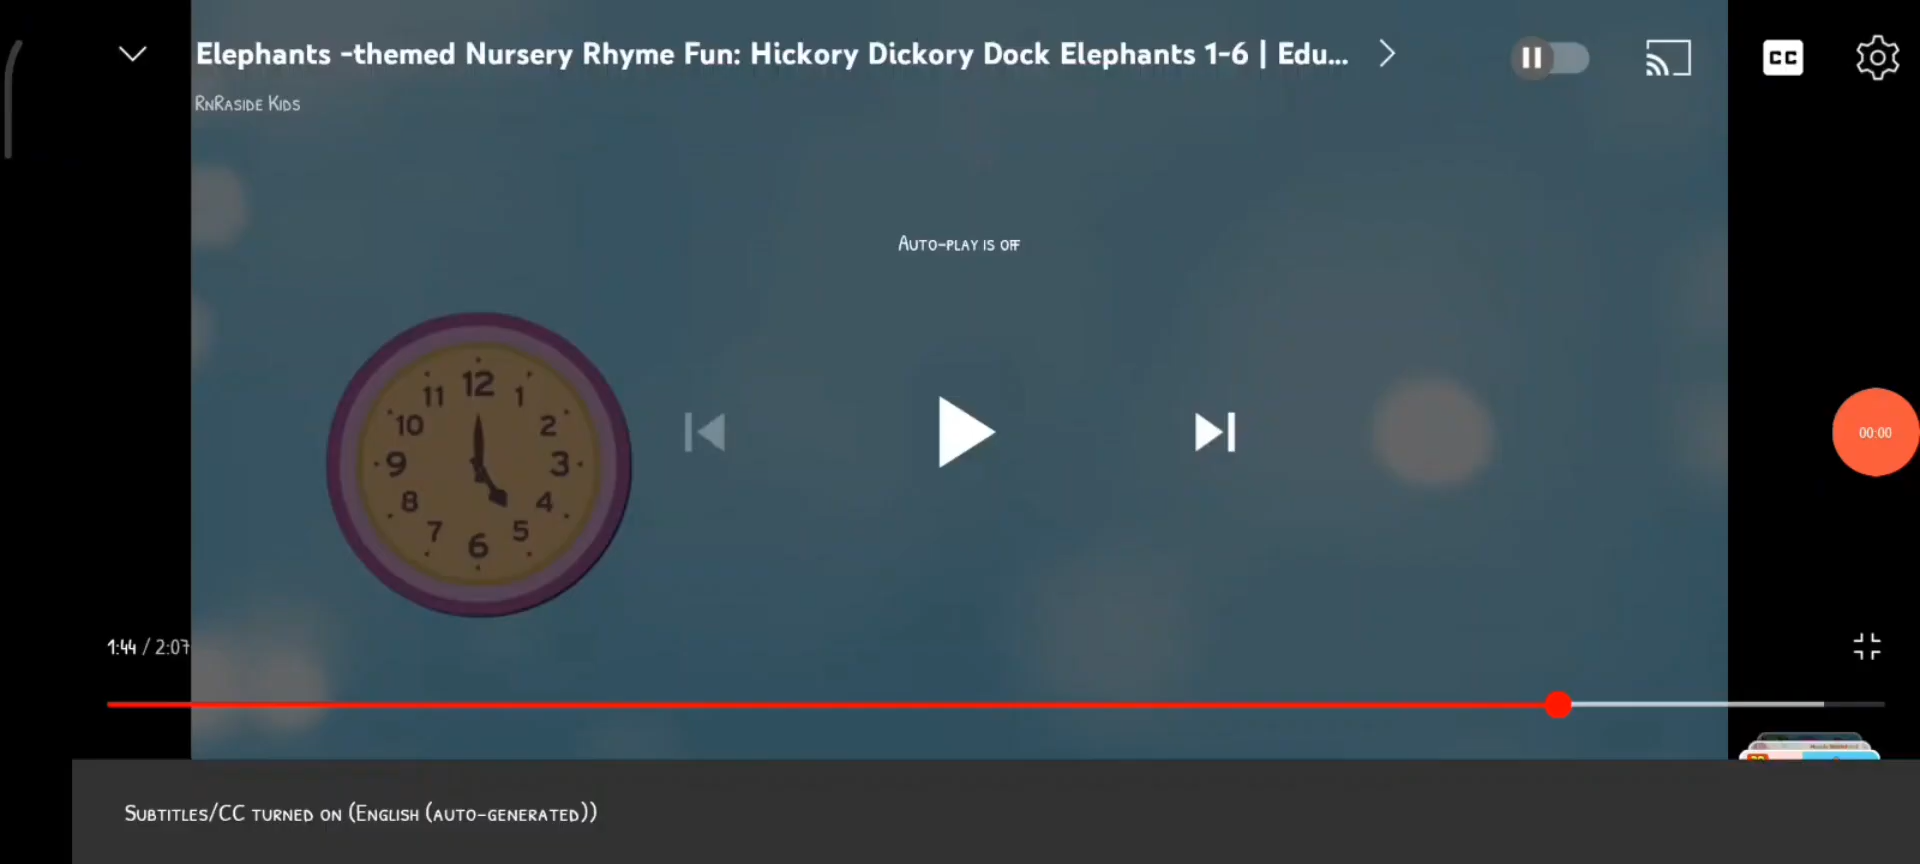 Elephants -themed Nursery Rhyme Fun: Hickory Dickory Dock Elephants 1-6 | Edu...
RnRaside Kids
CC
Auto-play is off
12
11 1
10 2
9 3
8 4
7 5
6
00:00
1:44 / 2:07
Subtitles/CC turned on (English (auto-generated))